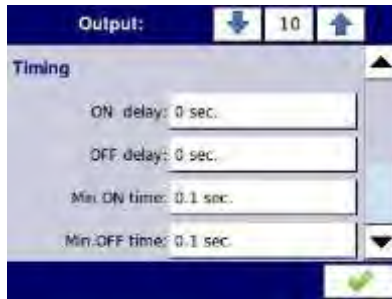 Output: 10
Timing
ON delay: 0 sec.
OFF delay: 0 sec.
Min.ON time: 0.1 sec.
Min.OFF time: 0.1 sec.